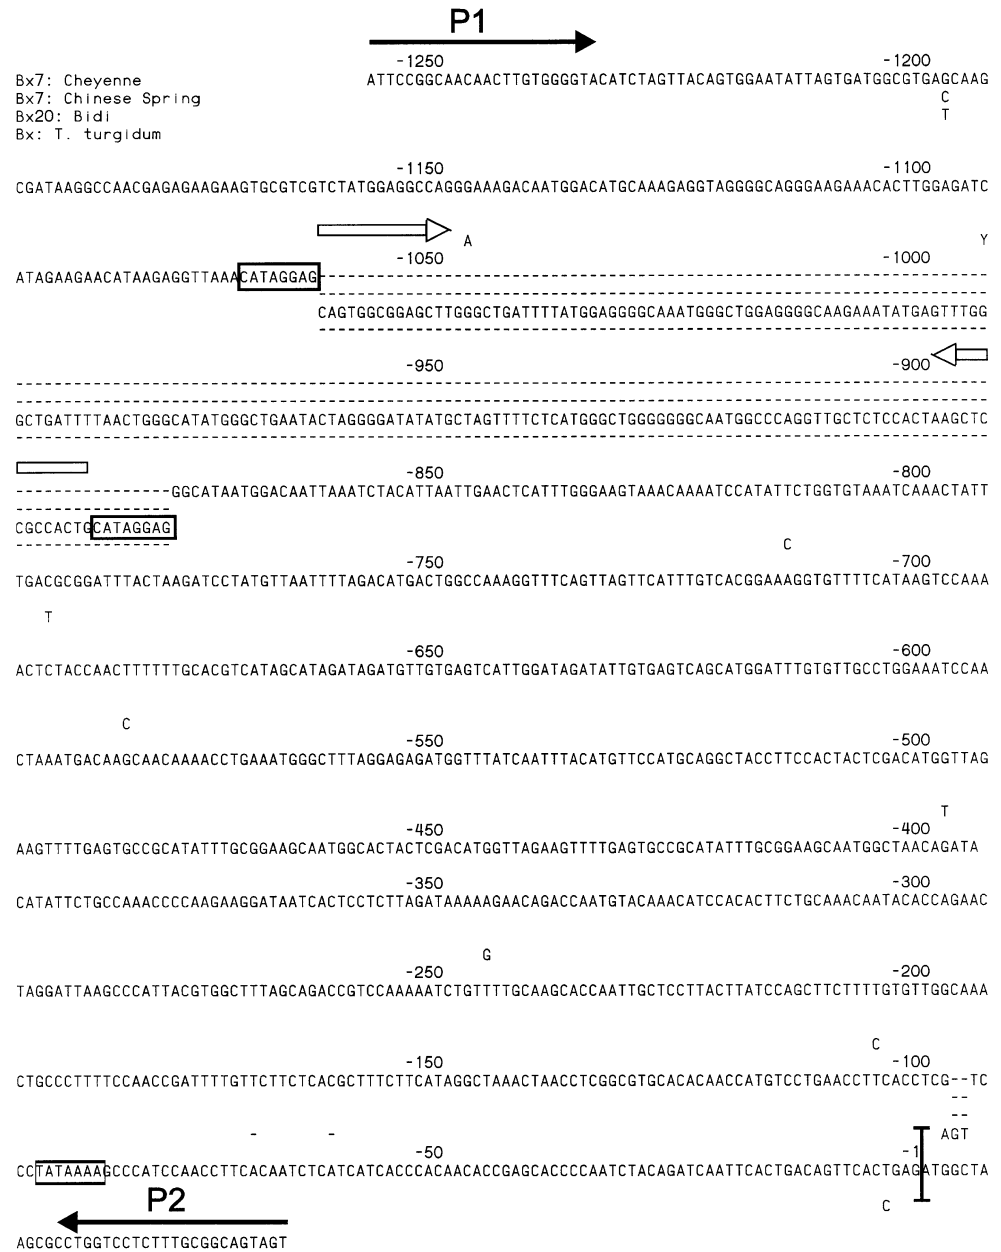 P1
-1250 -1200
Bx7: Cheyenne ATTCCGGCAACAACTTGTGGGGTACATCTAGTTACAGTGGAATATTAGTGATGGCGTGAGCAAG
Bx7: Chinese Spring C
Bx20: Bidi T
Bx: T. turgidum
-1150 -1100
CGATAAGGCCAACGAGAGAAGAAGTGCGTCGTCTATGGAGGCCAGGGAAAGACAATGGACATGCAAAGAGGTAGGGGCAGGGAAGAAACACTTGGAGATC
A Y
-1050 -1000
ATAGAAGAACATAAGAGGTTAAACATAGGAG---------------------------------------------------------------------
---------------------------------------------------------------------
CAGTGGCGGAGCTTGGGCTGATTTTATGGAGGGGCAAATGGGCTGGAGGGGCAAGAAATATGAGTTTGG
---------------------------------------------------------------------
-950 -900
----------------------------------------------------------------------------------------------------
----------------------------------------------------------------------------------------------------
GCTGATTTTAACTGGGCATATGGGCTGAATACTAGGGGATATATGCTAGTTTTCTCATGGGCTGGGGGGGCAATGGCCCAGGTTGCTCTCCACTAAGCTC
----------------------------------------------------------------------------------------------------
-850 -800
----------------GGCATAATGGACAATTAAATCTACATTAATTGAACTCATTTGGGAAGTAAACAAAATCCATATTCTGGTGTAAATCAAACTATT
----------------
CGCCACTGCATAGGAG
----------------
C
-750 -700
TGACGCGGATTTACTAAGATCCTATGTTAATTTTAGACATGACTGGCCAAAGGTTTCAGTTAGTTCATTTGTCACGGAAAGGTGTTTTCATAAGTCCAAA
T
-650 -600
ACTCTACCAACTTTTTTGCACGTCATAGCATAGATAGATGTTGTGAGTCATTGGATAGATATTGTGAGTCAGCATGGATTTGTGTTGCCTGGAAATCCAA
C
-550 -500
CTAAATGACAAGCAACAAAACCTGAAATGGGCTTTAGGAGAGATGGTTTATCAATTTACATGTTCCATGCAGGCTACCTTCCACTACTCGACATGGTTAG
T
-450 -400
AAGTTTTGAGTGCCGCATATTTGCGGAAGCAATGGCACTACTCGACATGGTTAGAAGTTTTGAGTGCCGCATATTTGCGGAAGCAATGGCTAACAGATA
-350 -300
CATATTCTGCCAAACCCCAAGAAGGATAATCACTCCTCTTAGATAAAAAGAACAGACCAATGTACAAACATCCACACTTCTGCAAACAATACACCAGAAC
G
-250 -200
TAGGATTAAGCCCATTACGTGGCTTTAGCAGACCGTCCAAAAATCTGTTTTGCAAGCACCAATTGCTCCTTACTTATCCAGCTTCTTTTGTGTTGGCAAA
C
-150 -100
CTGCCCTTTTCCAACCGATTTTGTTCTTCTCACGCTTTCTTCATAGGCTAAACTAACCTCGGCGTGCACACAACCATGTCCTGAACCTTCACCTCG--TC
--
--
- - AGT
-50 -1
CCTATAAAAGCCCATCCAACCTTCACAATCTCATCATCACCCACAACACCGAGCACCCCAATCTACAGATCAATTCACTGACAGTTCACTGAGATGGCTA
C
P2
AGCGCCTGGTCCTCTTTGCGGCAGTAGT